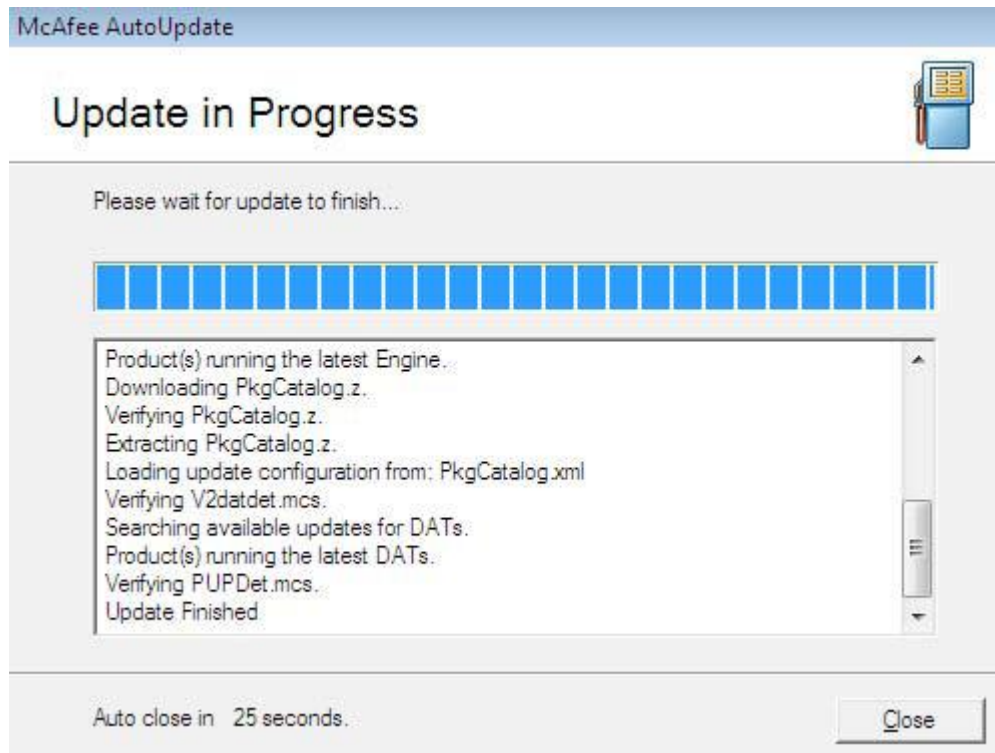 McAfee AutoUpdate
Update in Progress
Please wait for update to finish...
Product(s) running the latest Engine.
Downloading PkgCatalog.z.
Verifying PkgCatalog.z.
Extracting PkgCatalog.z.
Loading update configuration from: PkgCatalog.xml
Verifying V2datdet.mcs.
Searching available updates for DATs.
Product(s) running the latest DATs.
Verifying PUPDet.mcs.
Update Finished
Auto close in 25 seconds.
Close